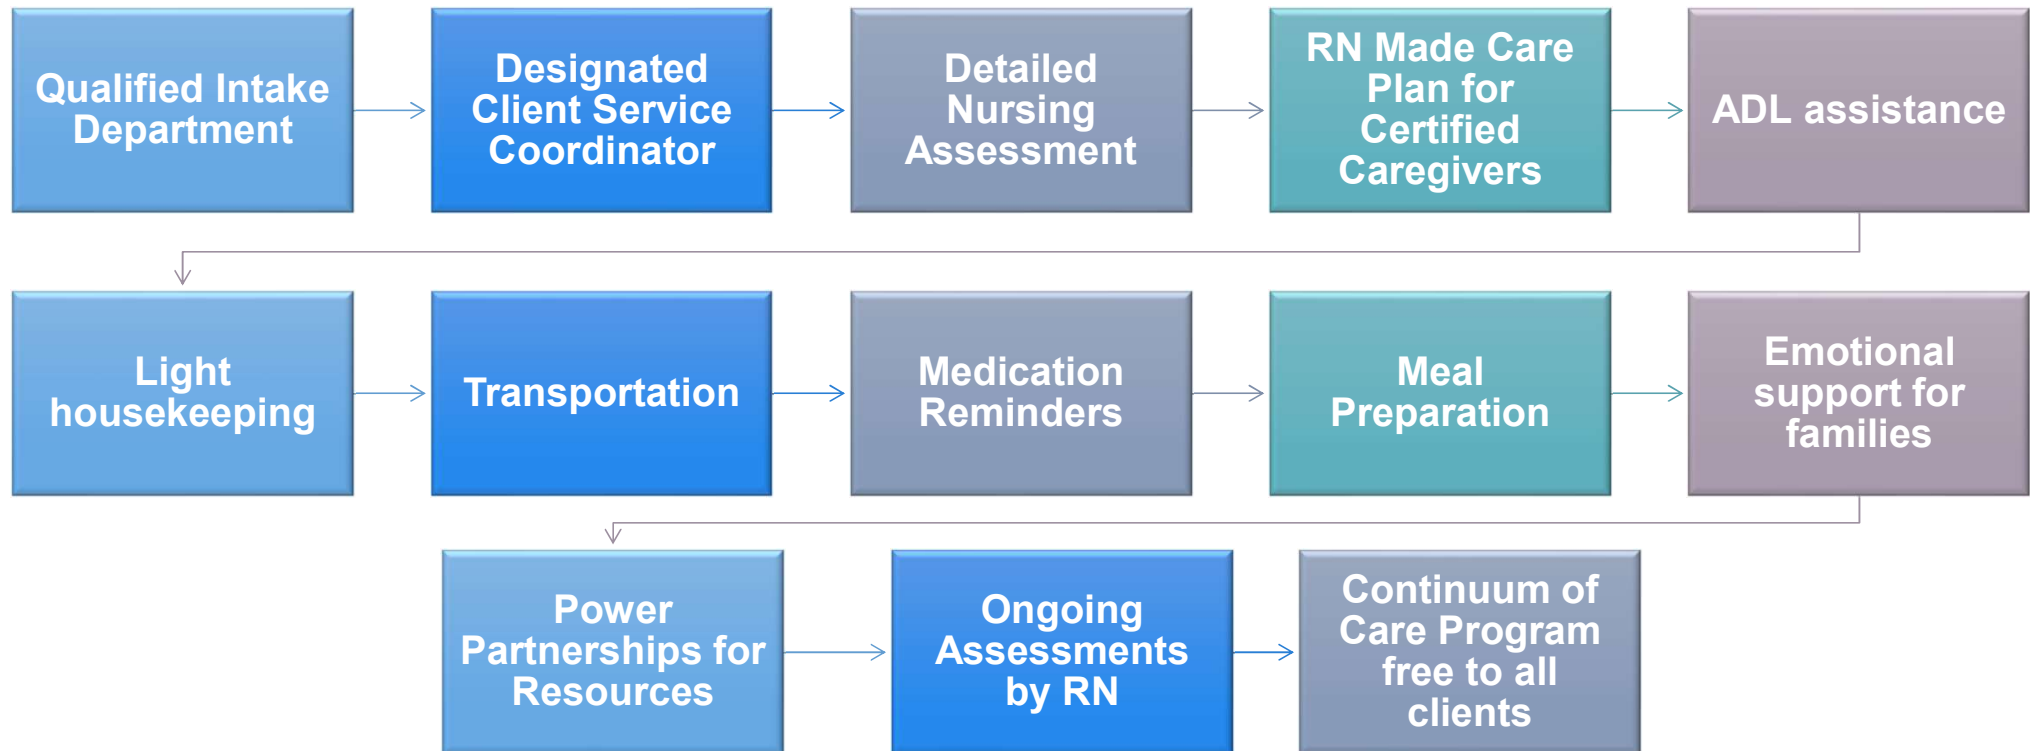 Qualified Intake
Department
Designated
Client Service
Coordinator
Detailed
Nursing
Assessment
RN Made Care
Plan for
Certified
Caregivers
ADL assistance
Light
housekeeping
Transportation
Medication
Reminders
Meal
Preparation
Emotional
support for
families
Power
Partnerships for
Resources
Ongoing
Assessments
by RN
Continuum of
Care Program
free to all
clients